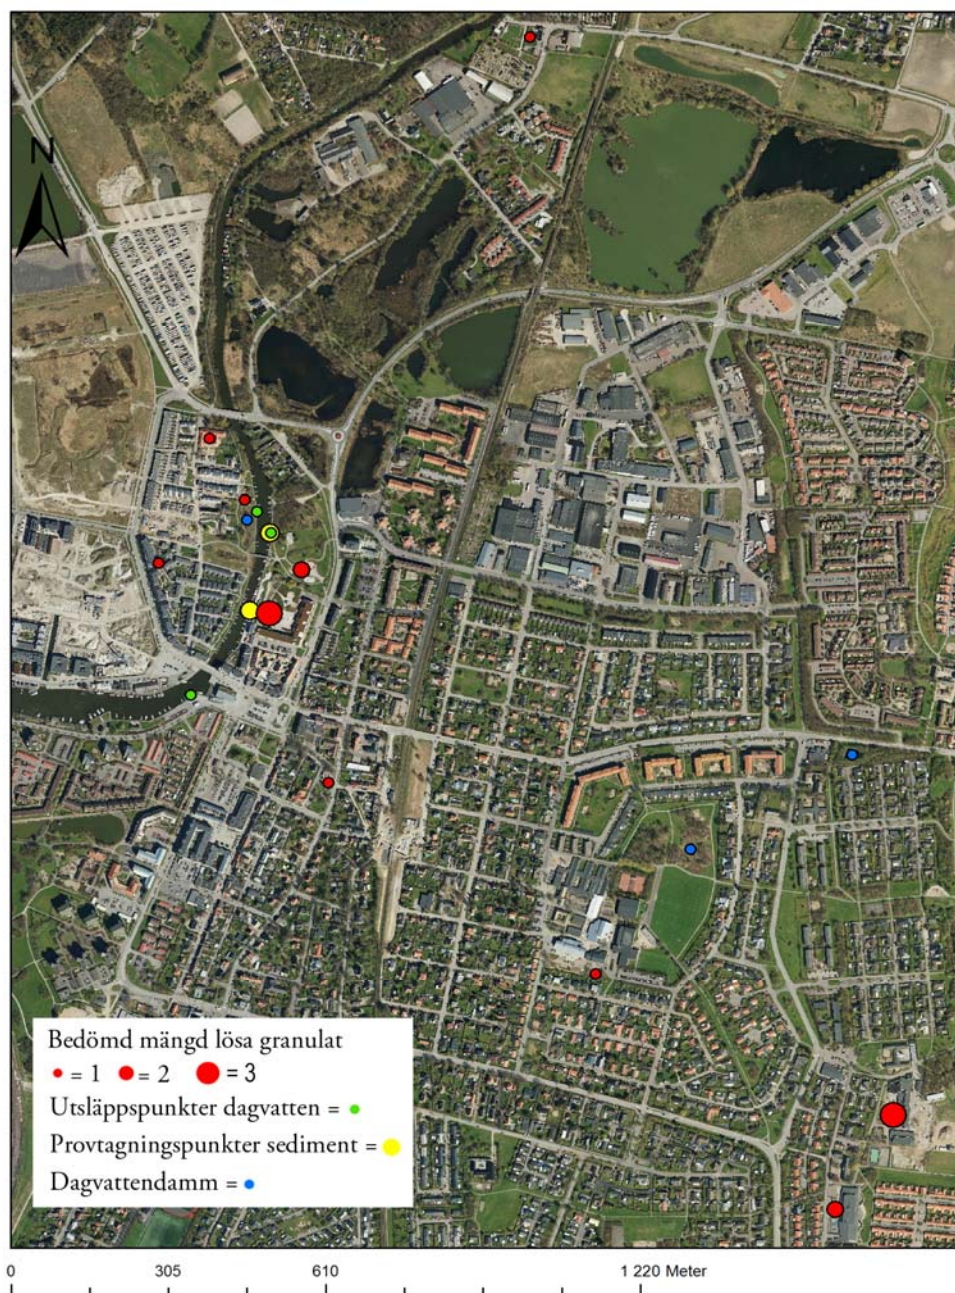 N
Bedömd mängd lösa granulat
= 1 = 2 = 3
Utsläppspunkter dagvatten =
Provtagningspunkter sediment =
Dagvattendamm =
0 305 610 1 220 Meter